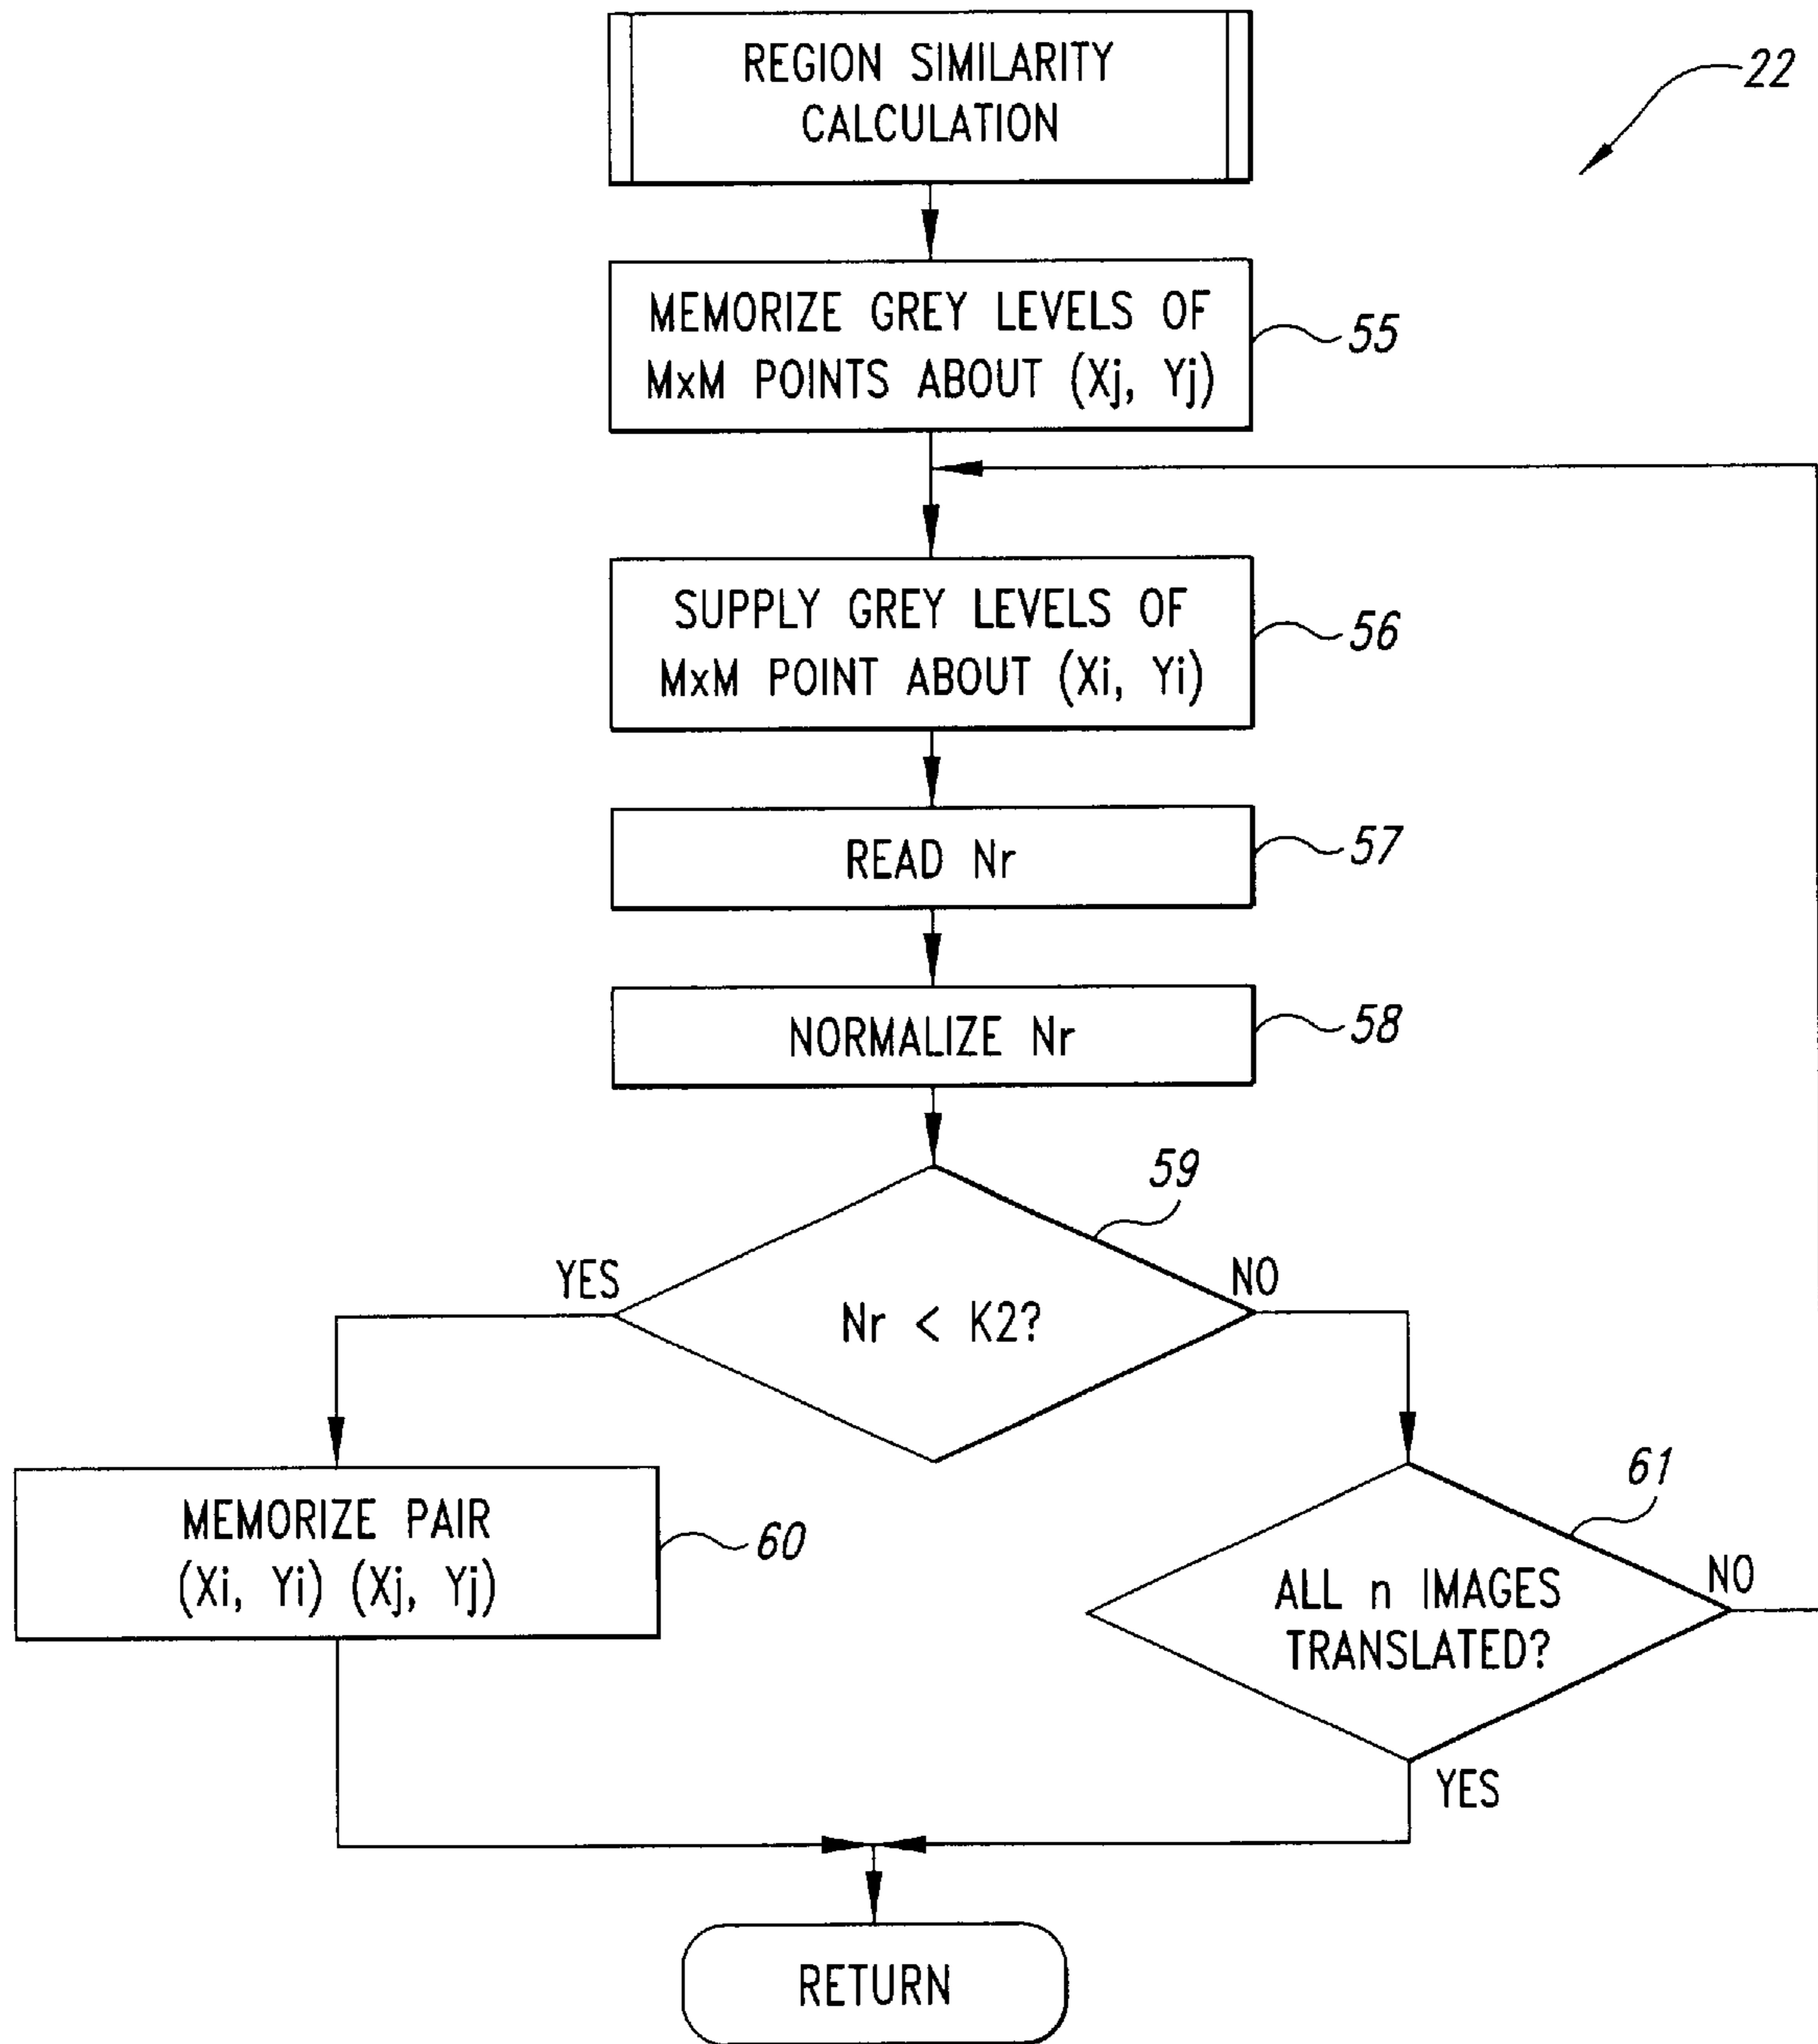 REGION SIMILARITY
CALCULATION
22
MEMORIZE GREY LEVELS OF
MxM POINTS ABOUT (Xj, Yj)
55
SUPPLY GREY LEVELS OF
MxM POINT ABOUT (Xi, Yi)
56
READ Nr
57
NORMALIZE Nr
58
59
YES
NO
Nr < K2?
MEMORIZE PAIR
(Xi, Yi) (Xj, Yj)
60
61
ALL n IMAGES
TRANSLATED?
NO
YES
RETURN